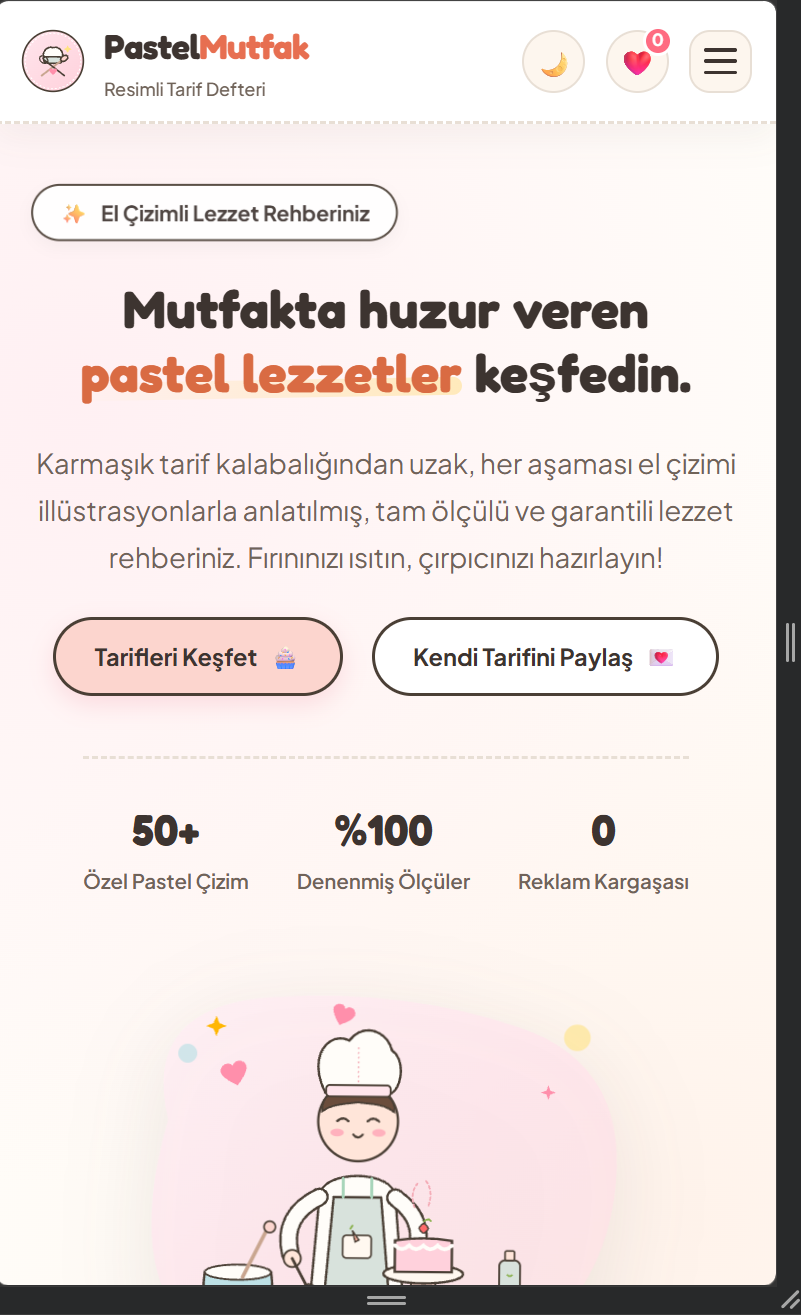 PastelMutfak
Resimli Tarif Defteri
0
El Çizimli Lezzet Rehberiniz
Mutfakta huzur veren
pastel lezzetler keşfedin.
Karmaşık tarif kalabalığından uzak, her aşaması el çizimi
illüstrasyonlarla anlatılmış, tam ölçülü ve garantili lezzet
rehberiniz. Fırınınızı ısıtın, çırpıcınızı hazırlayın!
Tarifleri Keşfet
Kendi Tarifini Paylaş
50+
Özel Pastel Çizim
%100
Denenmiş Ölçüler
0
Reklam Kargaşası